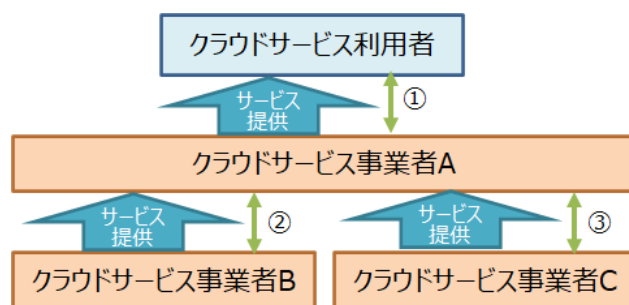 クラウドサービス利用者
サービス
提供
①
クラウドサービス事業者A
サービス
提供
②
サービス
提供
③
クラウドサービス事業者B
クラウドサービス事業者C